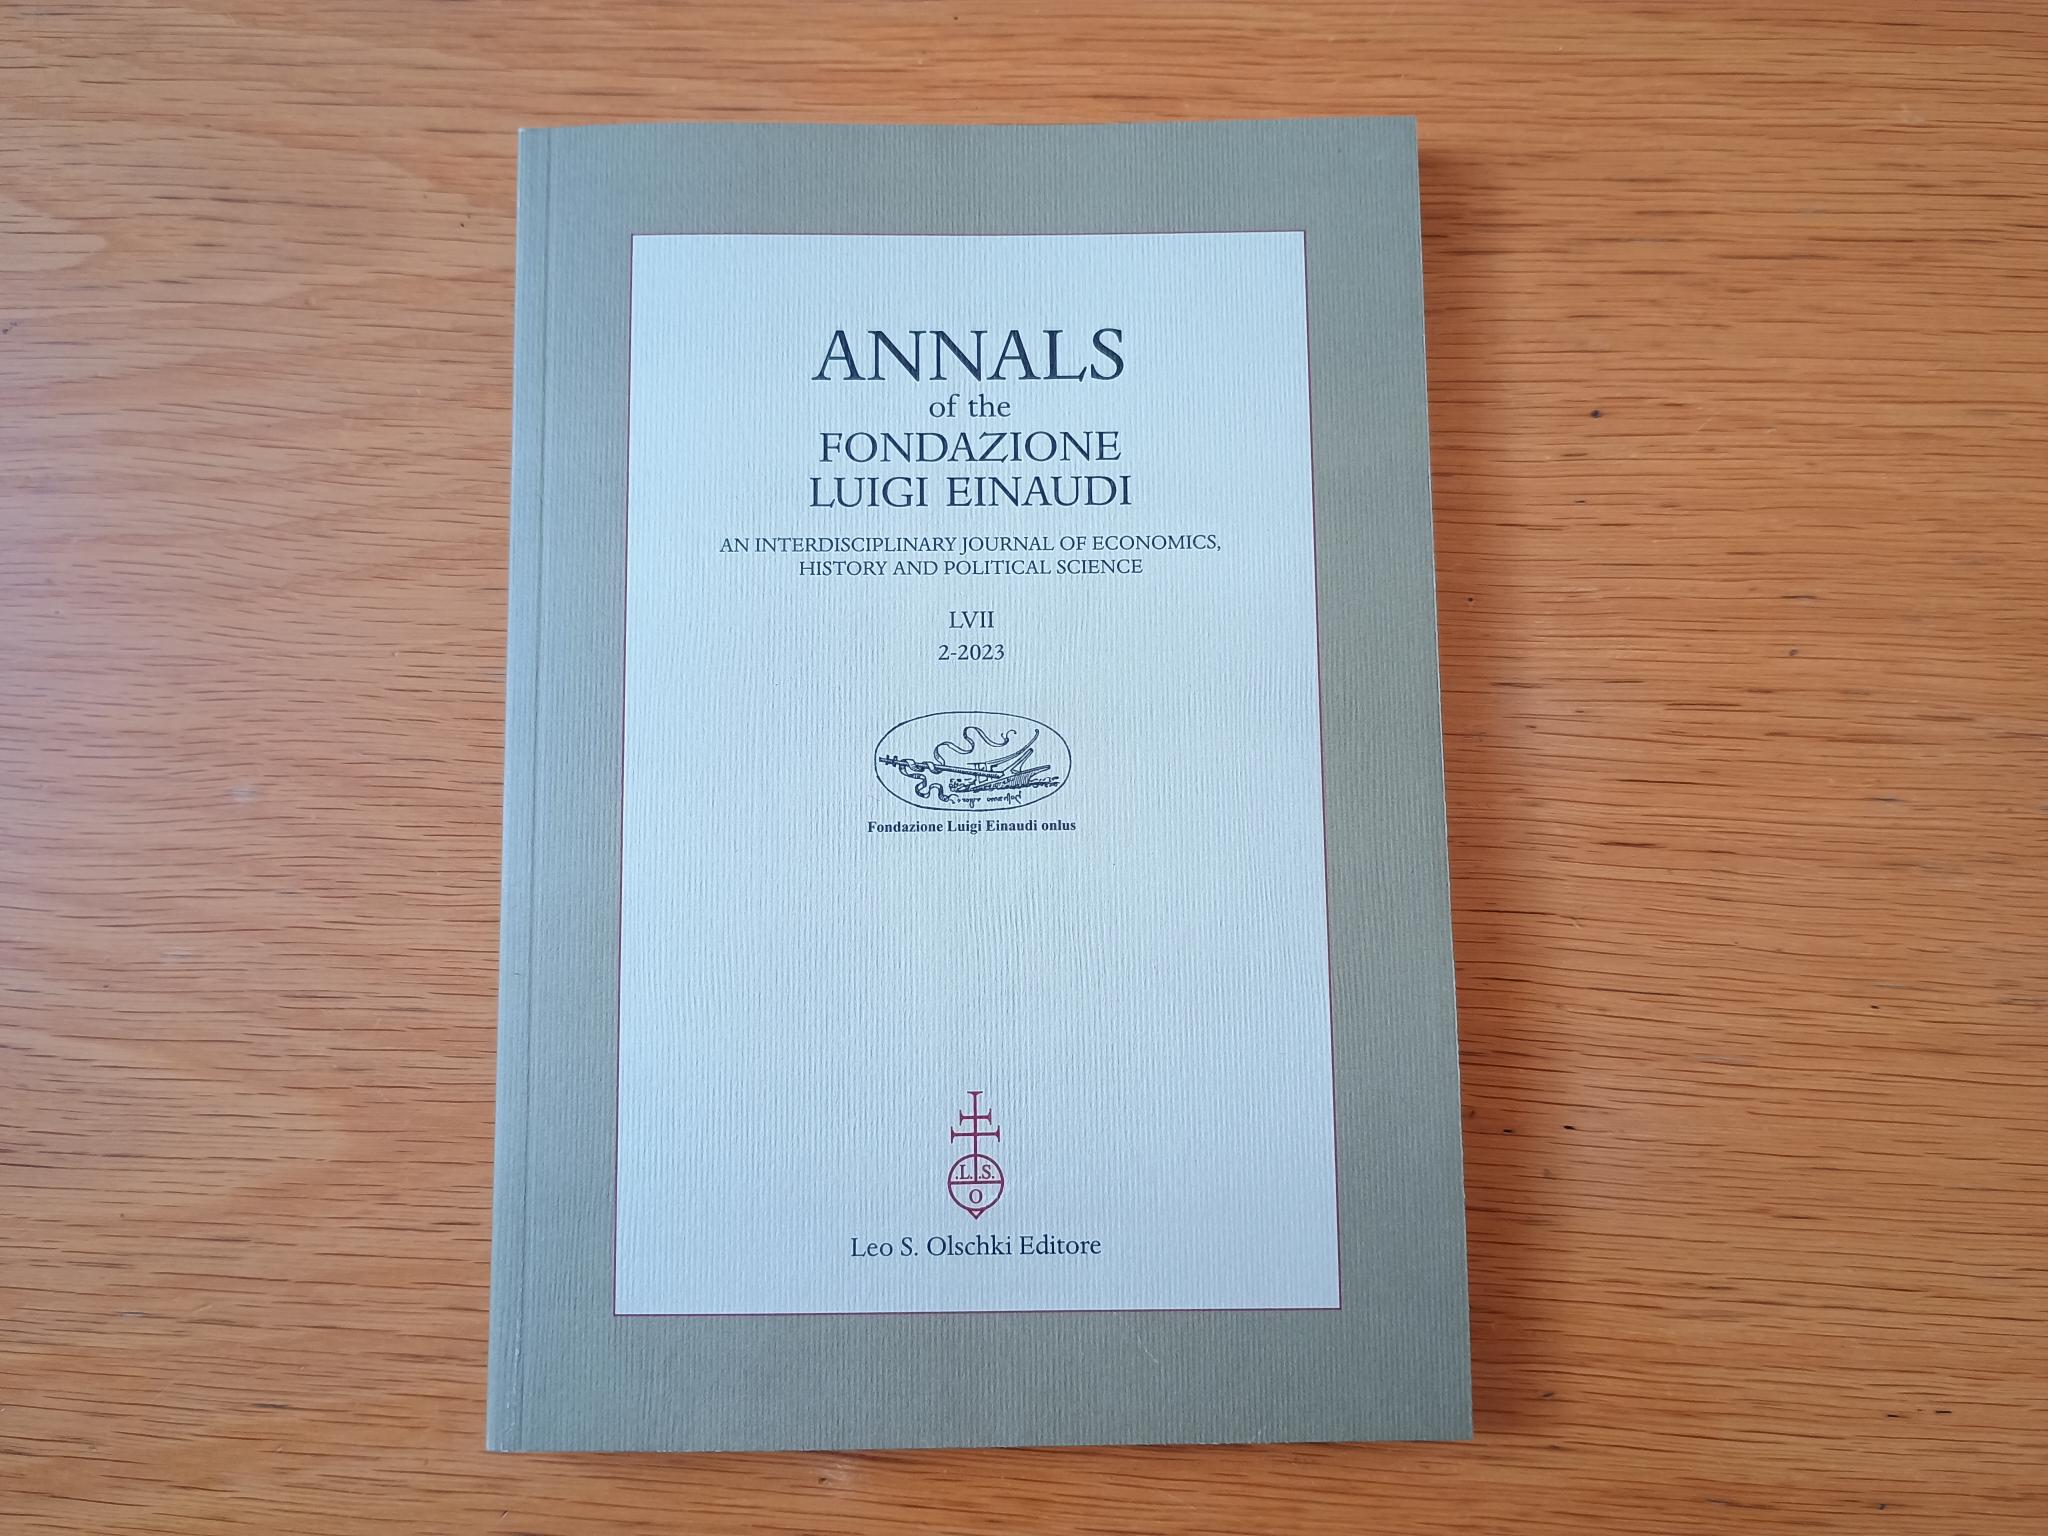 ANNALS
of the
FONDAZIONE
LUIGI EINAUDI
AN INTERDISCIPLINARY JOURNAL OF ECONOMICS,
HISTORY AND POLITICAL SCIENCE
LVII
2-2023
Fondazione Luigi Einaudi onlus
.L. .S.
O
Leo S. Olschki Editore